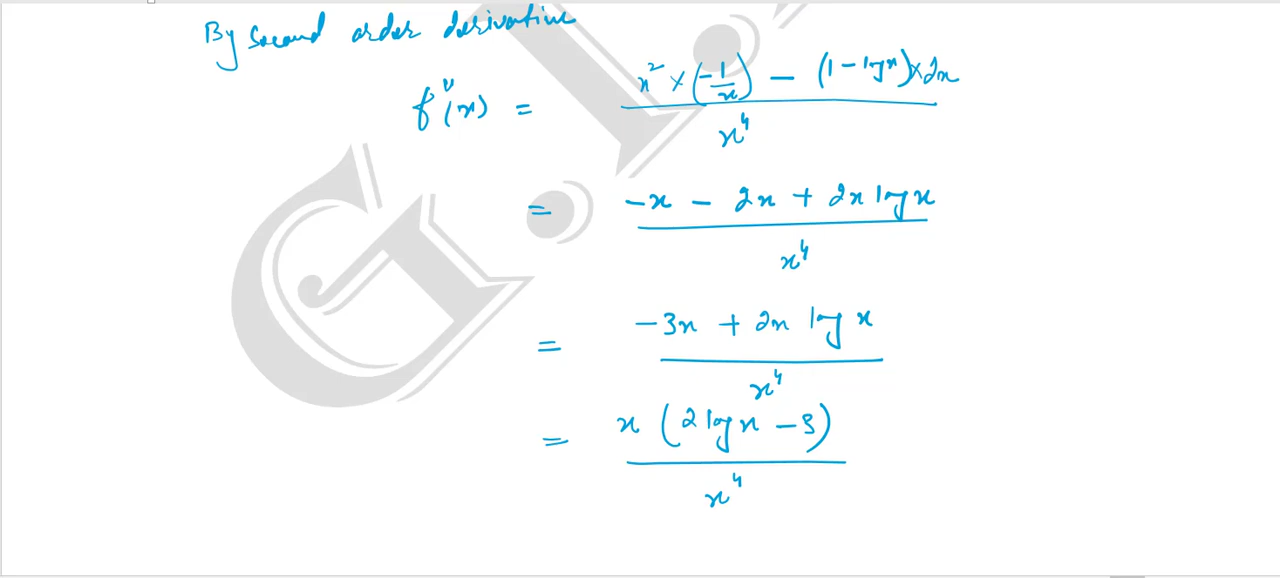 By second order derivative
f''(x) = x² × (-1/x) - (1 - log x) × 2x / x⁴
= -x - 2x + 2x log x / x⁴
= -3x + 2x log x / x⁴
= x (2 log x - 3) / x⁴